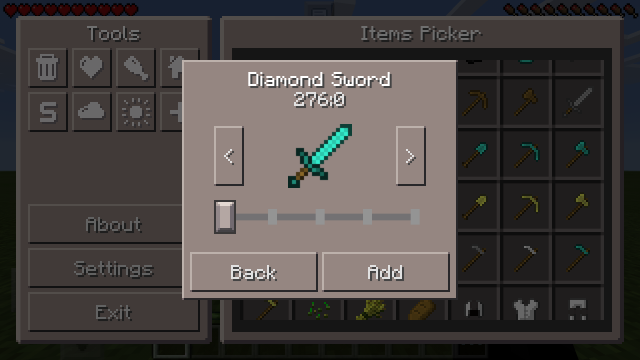 Tools
Items Picker
Diamond Sword
276:0
<
>
S
About
Settings
Exit
Back
Add